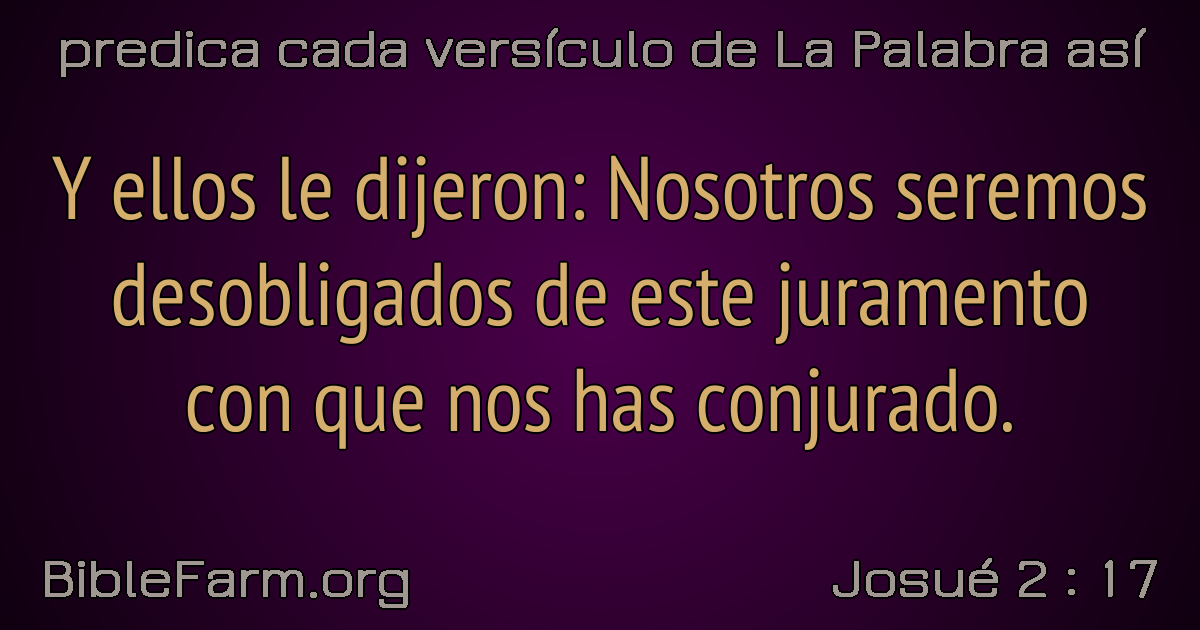 predica cada versículo de La Palabra así
Y ellos le dijeron: Nosotros seremos
desobligados de este juramento
con que nos has conjurado.
BibleFarm.org
Josué 2 : 17